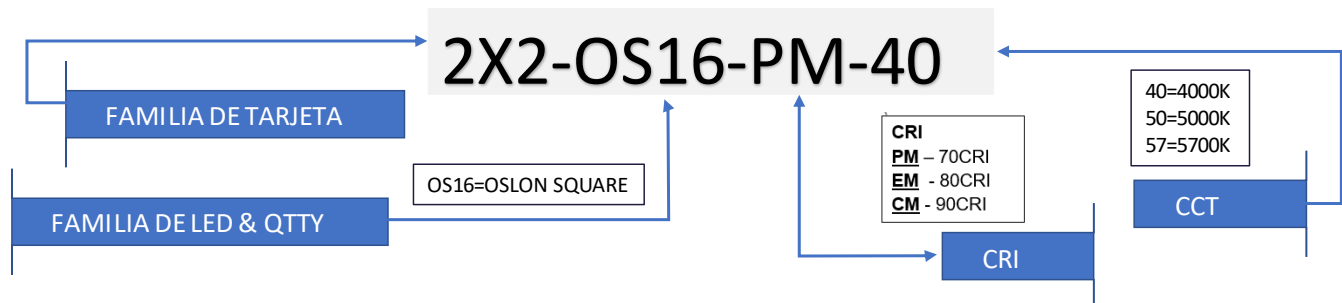 2X2-OS16-PM-40
FAMILIA DE TARJETA
OS16=OSLON SQUARE
FAMILIA DE LED & QTTY
CRI
PM – 70CRI
EM - 80CRI
CM - 90CRI
CRI
40=4000K
50=5000K
57=5700K
CCT